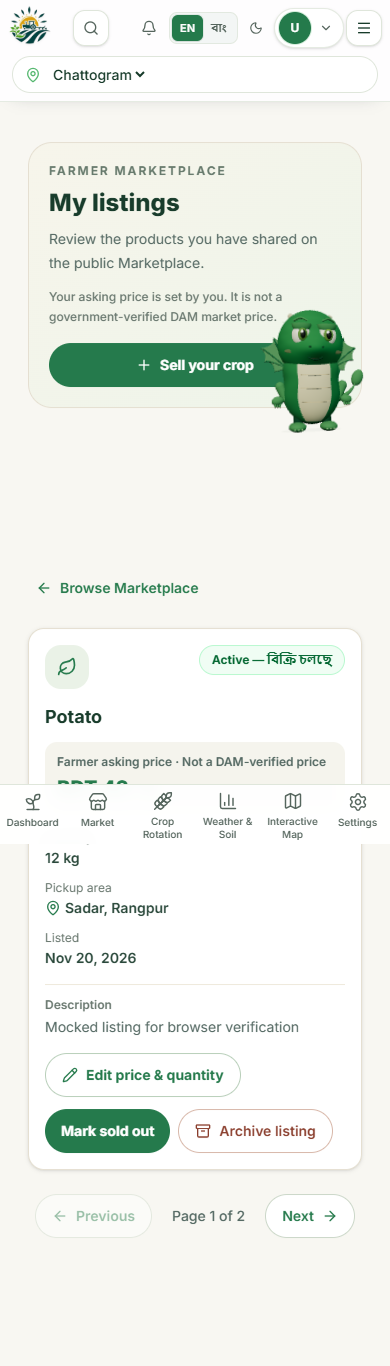 EN
বাং
U
Chattogram
FARMER MARKETPLACE
My listings
Review the products you have shared on
the public Marketplace.
Your asking price is set by you. It is not a
government-verified DAM market price.
Sell your crop
Browse Marketplace
Active — বিক্রি চলছে
Potato
Farmer asking price · Not a DAM-verified price
Dashboard
Market
Crop
Rotation
Weather &
Soil
Interactive
Map
Settings
12 kg
Pickup area
Sadar, Rangpur
Listed
Nov 20, 2026
Description
Mocked listing for browser verification
Edit price & quantity
Mark sold out
Archive listing
Previous
Page 1 of 2
Next